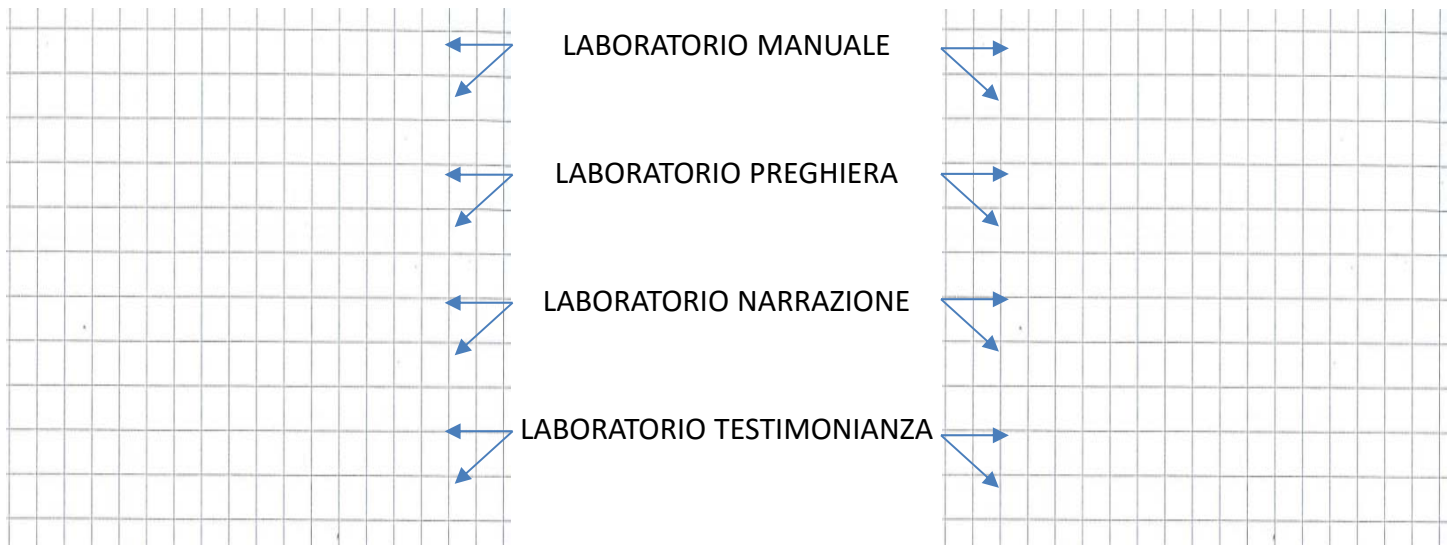 LABORATORIO MANUALE
LABORATORIO PREGHIERA
LABORATORIO NARRAZIONE
LABORATORIO TESTIMONIANZA